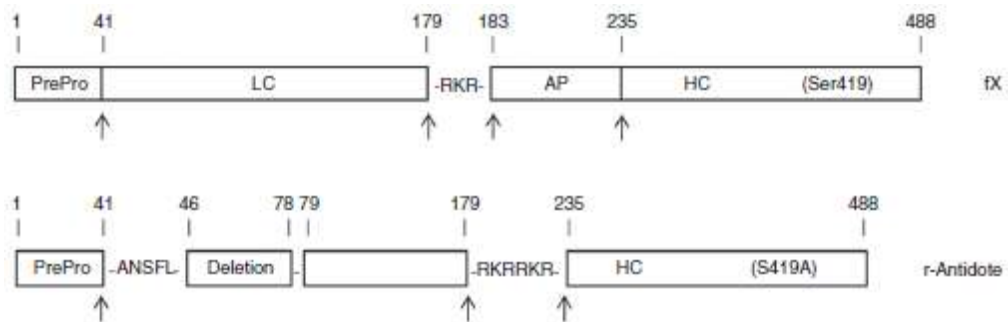 1 41 179 183 235 488
PrePro LC -RKR- AP HC (Ser419) fX
1 41 46 78 79 179 235 488
PrePro -ANSFL- Deletion - -RKRRKR- HC (S419A) r-Antidote